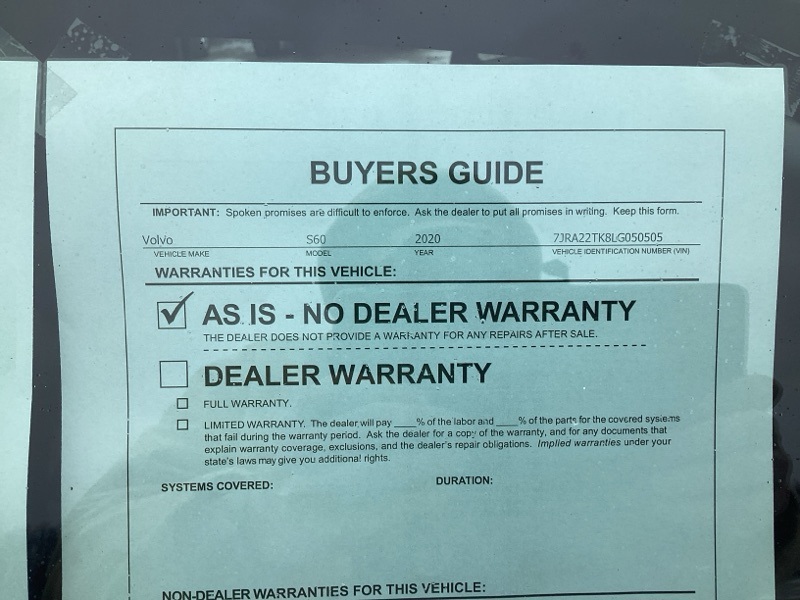 BUYERS GUIDE
IMPORTANT: Spoken promises are difficult to enforce. Ask the dealer to put all promises in writing. Keep this form.
Volvo S60 2020 7JRA22TK8LG050505
VEHICLE MAKE MODEL YEAR VEHICLE IDENTIFICATION NUMBER (VIN)
WARRANTIES FOR THIS VEHICLE:
AS IS - NO DEALER WARRANTY
THE DEALER DOES NOT PROVIDE A WARRANTY FOR ANY REPAIRS AFTER SALE.
DEALER WARRANTY
FULL WARRANTY.
LIMITED WARRANTY. The dealer will pay ____% of the labor and ____% of the parts for the covered systems
that fail during the warranty period. Ask the dealer for a copy of the warranty, and for any documents that
explain warranty coverage, exclusions, and the dealer's repair obligations. Implied warranties under your
state's laws may give you additional rights.
SYSTEMS COVERED: DURATION:
NON-DEALER WARRANTIES FOR THIS VEHICLE: